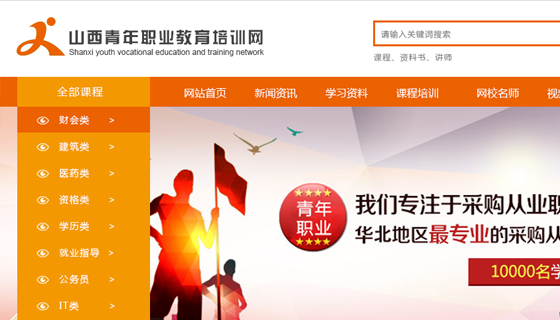 山西青年职业教育培训网
Shanxi youth vocational education and training network
请输入关键词搜索
课程、资料书、讲师
全部课程
网站首页 新闻资讯 学习资料 课程培训 网校名师
财会类 >
建筑类 >
医药类 >
资格类 >
学历类 >
就业指导 >
公务员 >
IT类 >
青年
职业
我们专注于采购从业
华北地区最专业的采购从
10000名